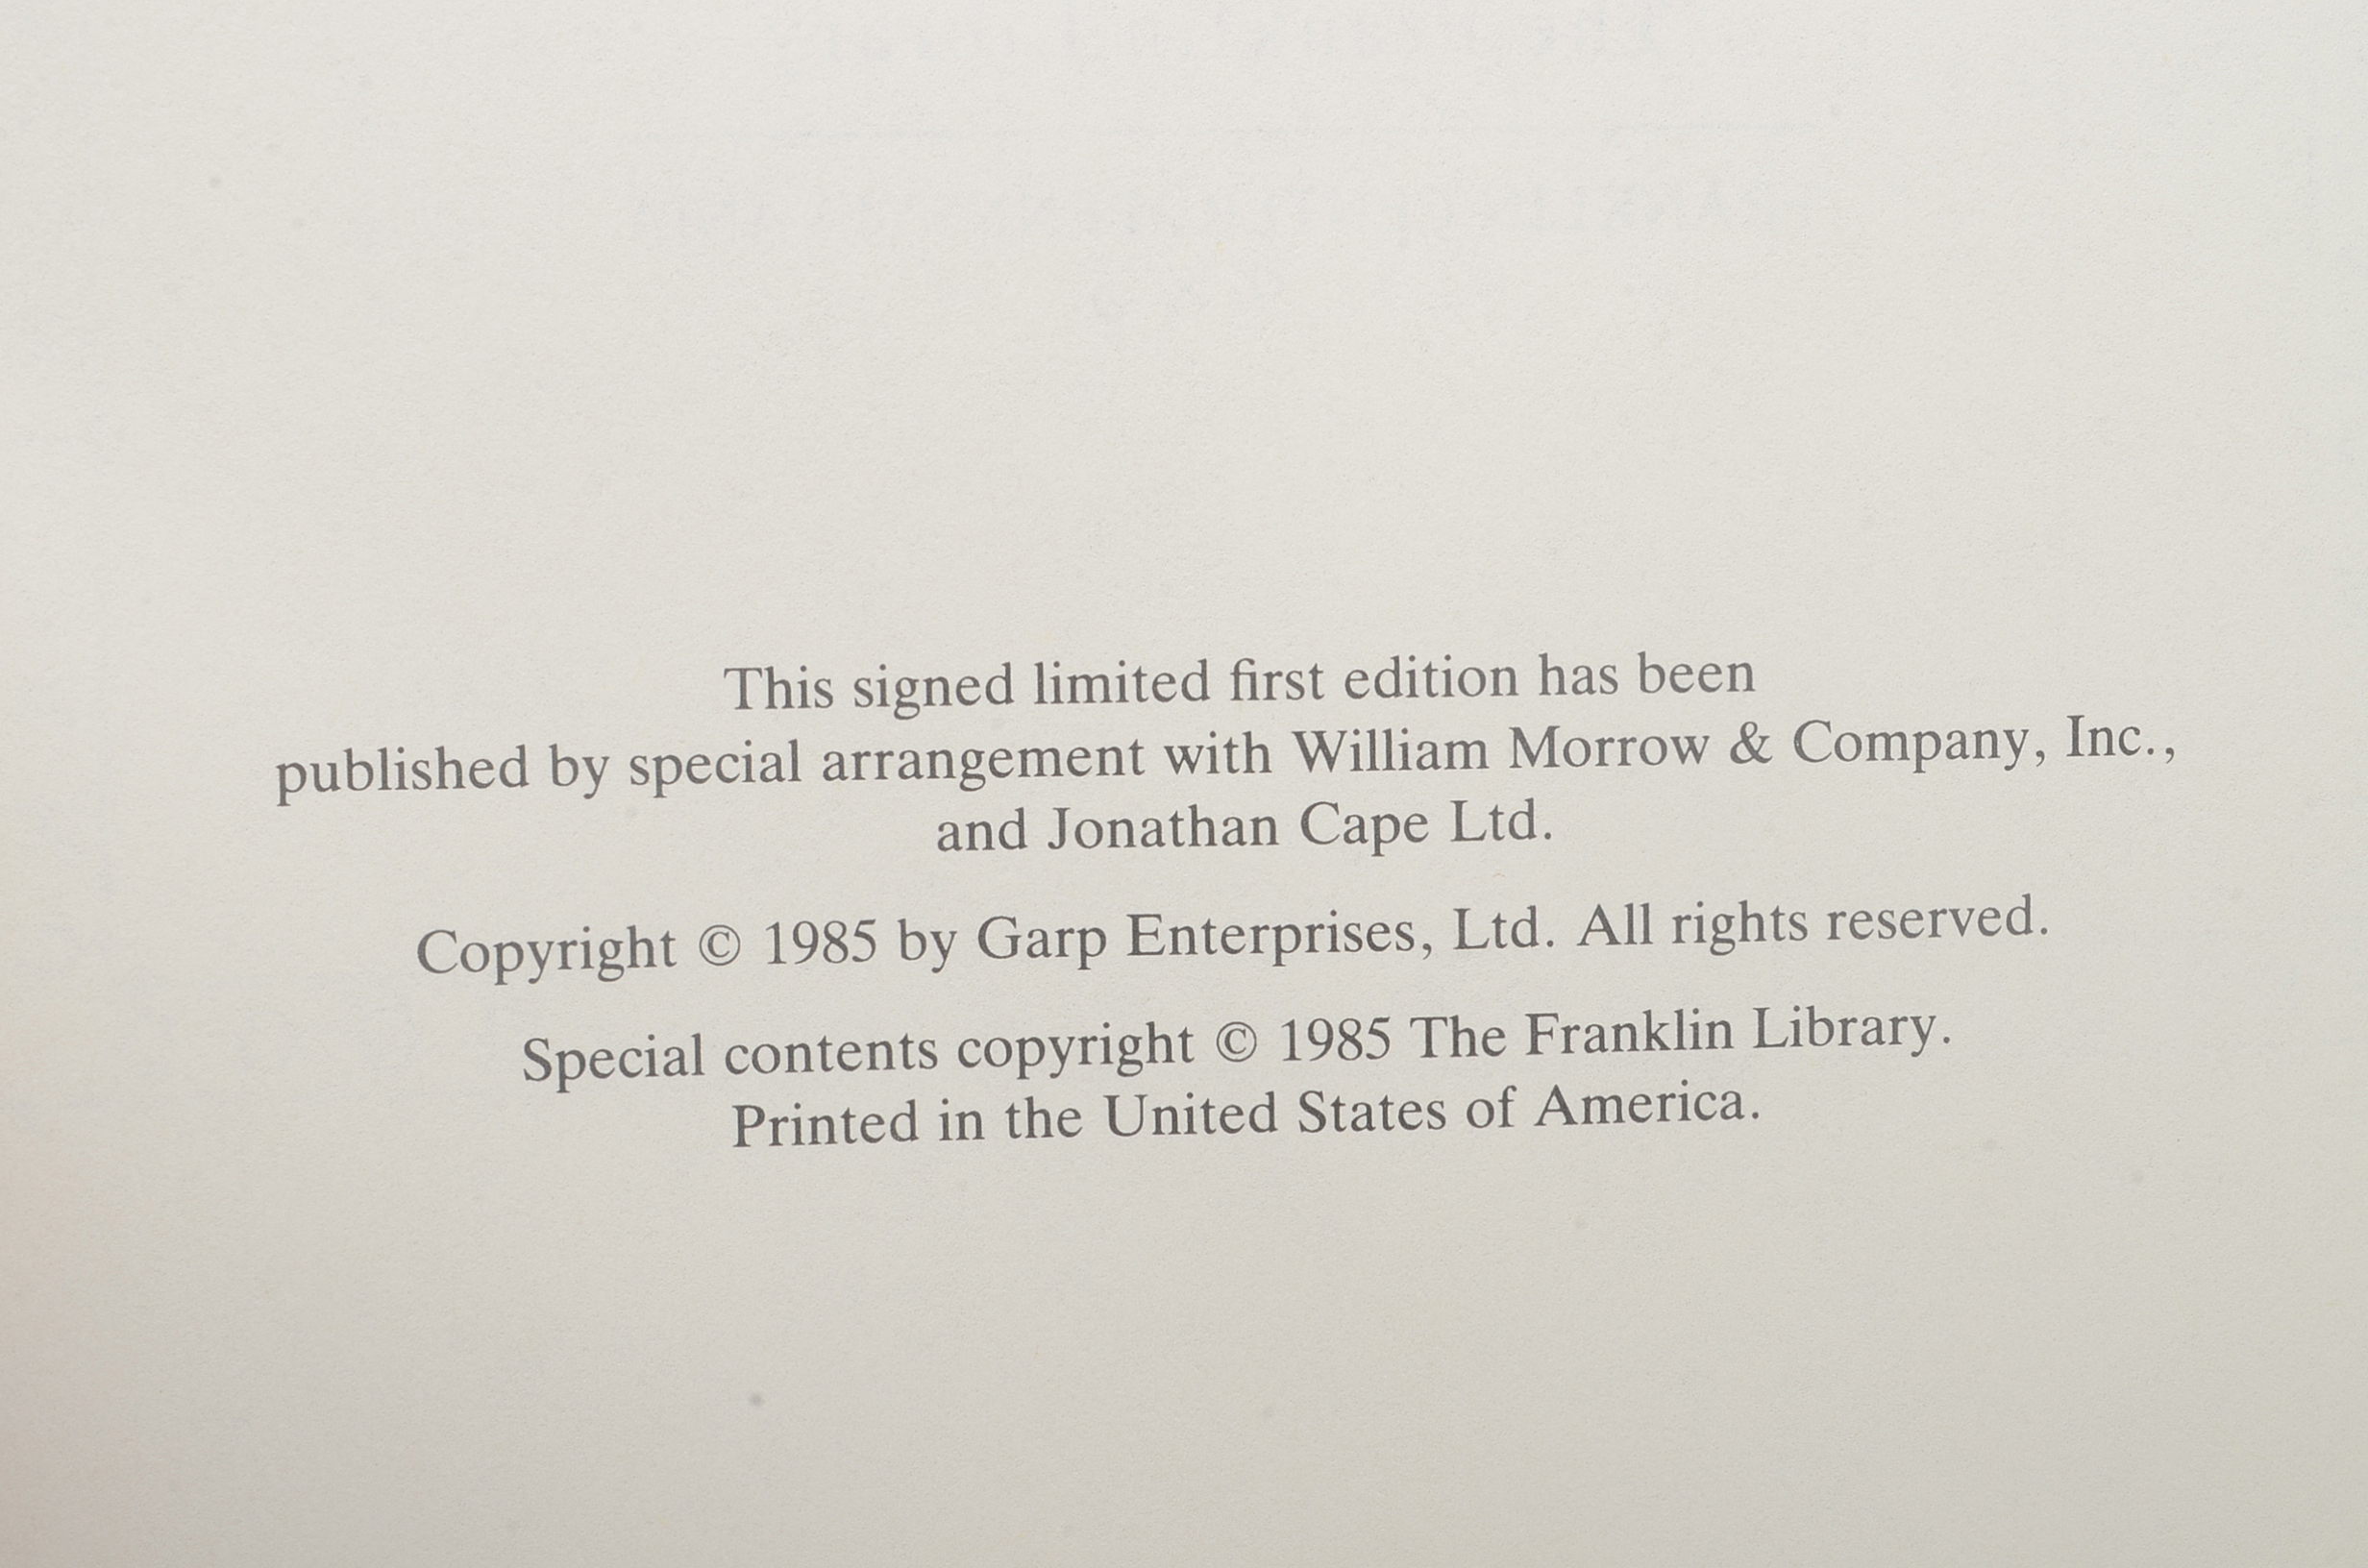 This signed limited first edition has been
published by special arrangement with William Morrow & Company, Inc.,
and Jonathan Cape Ltd.
Copyright © 1985 by Garp Enterprises, Ltd. All rights reserved.
Special contents copyright © 1985 The Franklin Library.
Printed in the United States of America.